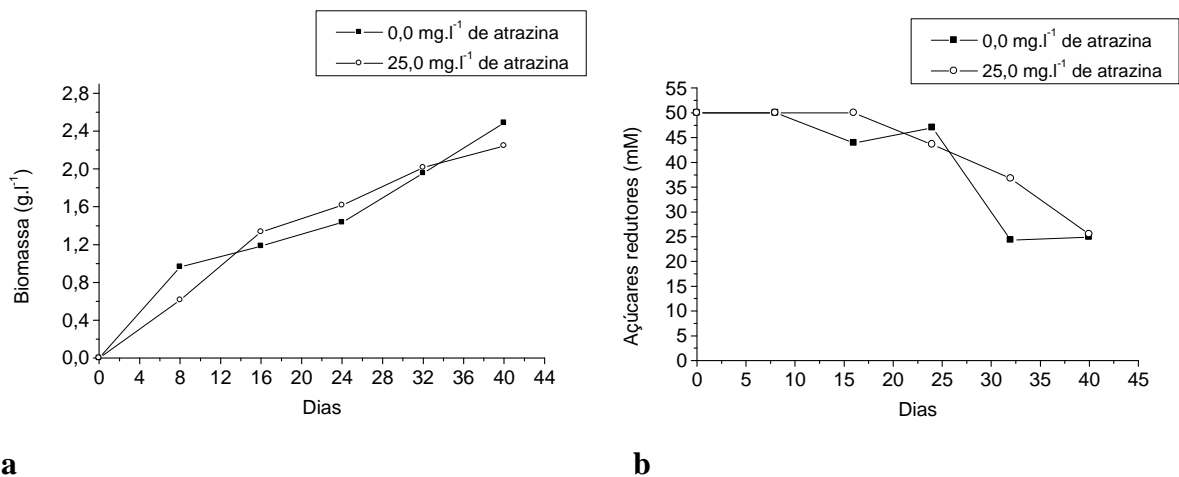 0,0 mg.l⁻¹ de atrazina
25,0 mg.l⁻¹ de atrazina
2,8
2,4
2,0
1,6
1,2
0,8
0,4
0,0
Biomassa (g.l⁻¹)
0 4 8 12 16 20 24 28 32 36 40 44
Dias
a
0,0 mg.l⁻¹ de atrazina
25,0 mg.l⁻¹ de atrazina
55
50
45
40
35
30
25
20
15
10
5
0
Açúcares redutores (mM)
0 5 10 15 20 25 30 35 40 45
Dias
b